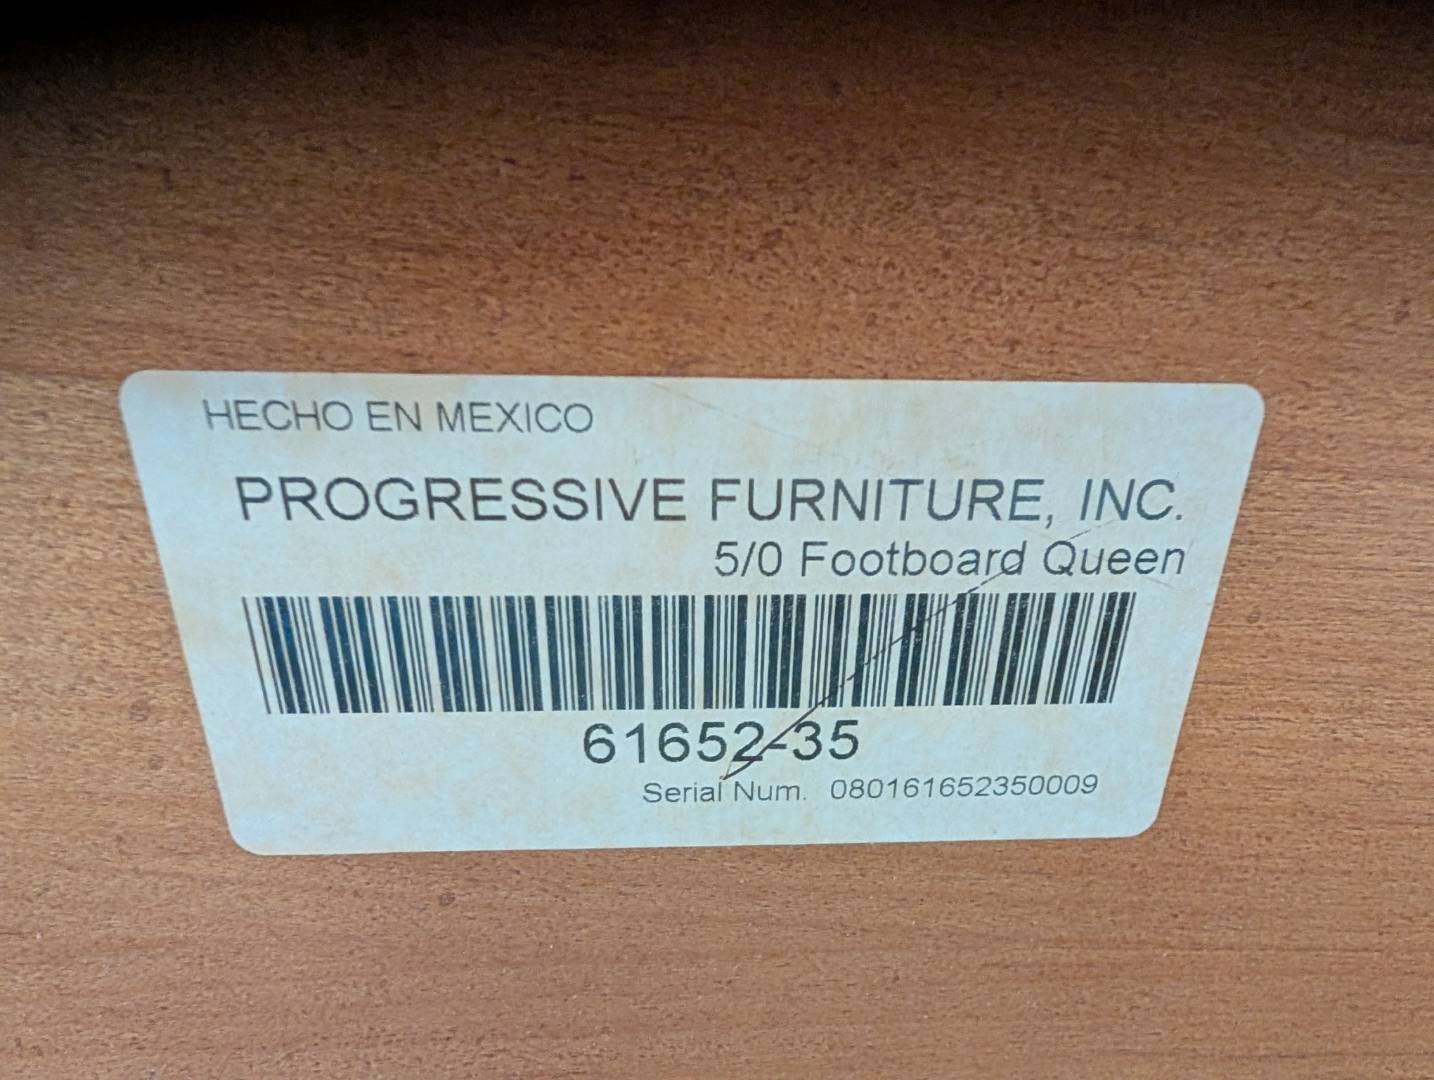 HECHO EN MEXICO
PROGRESSIVE FURNITURE, INC.
5/0 Footboard Queen
61652-35
Serial Num. 080161652350009